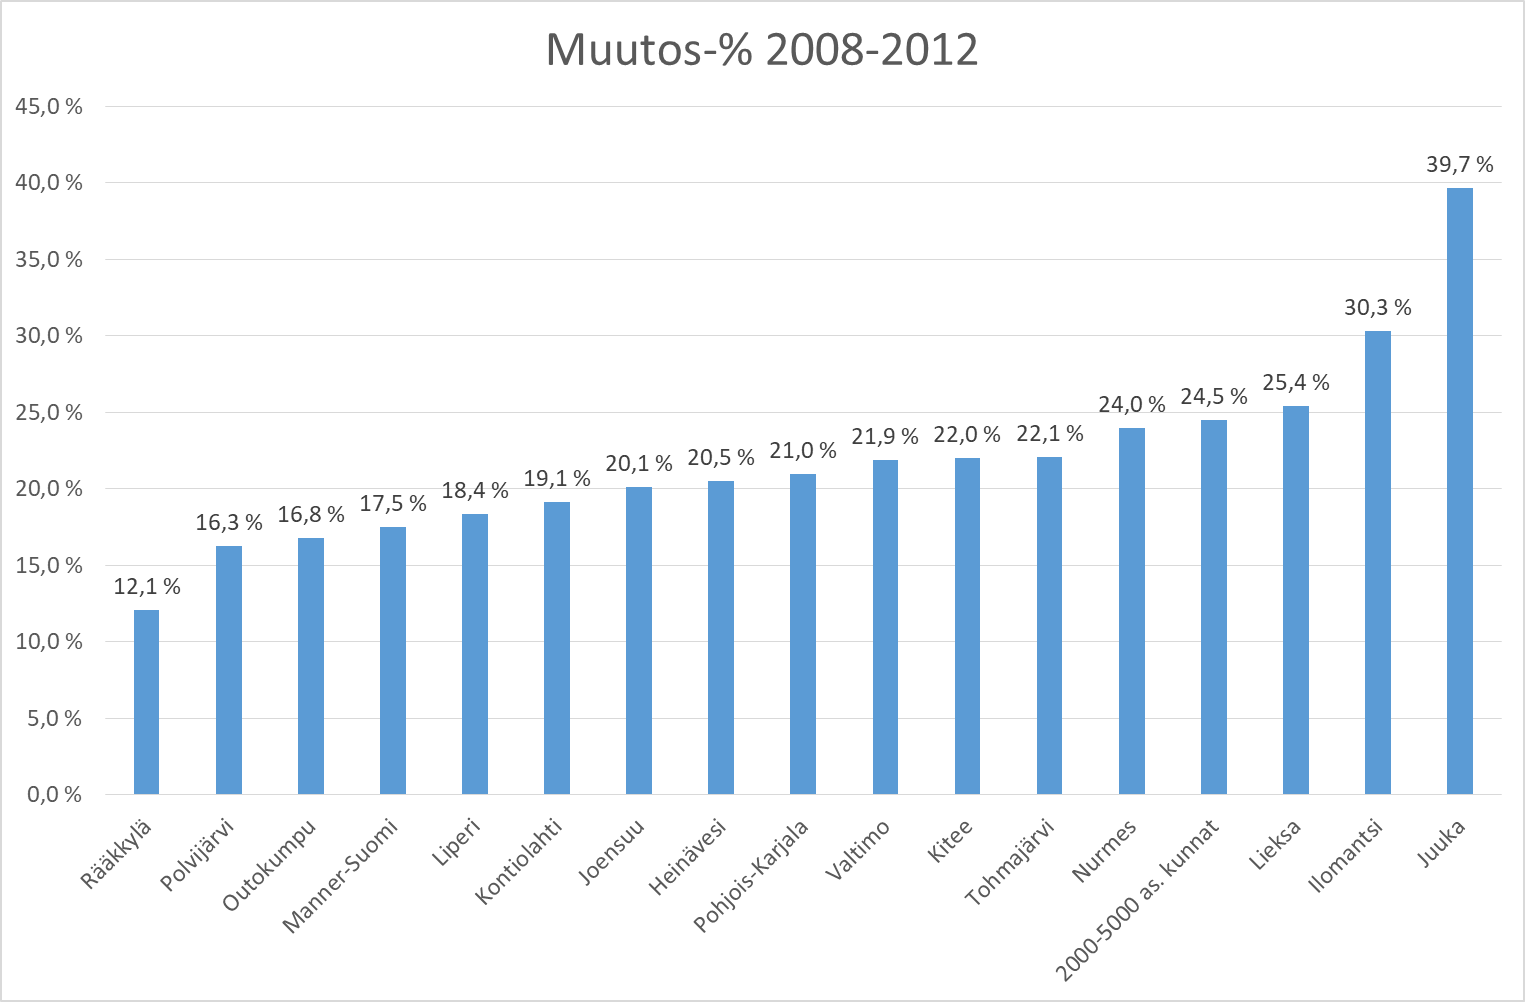 Muutos-% 2008-2012
45,0 %
40,0 %
35,0 %
30,0 %
25,0 %
20,0 %
15,0 %
10,0 %
5,0 %
0,0 %
12,1 %
16,3 %
16,8 %
17,5 %
18,4 %
19,1 %
20,1 %
20,5 %
21,0 %
21,9 %
22,0 %
22,1 %
24,0 %
24,5 %
25,4 %
30,3 %
39,7 %
Rääkkylä
Polvijärvi
Outokumpu
Manner-Suomi
Liperi
Kontiolahti
Joensuu
Heinävesi
Pohjois-Karjala
Valtimo
Kitee
Tohmajärvi
Nurmes
2000-5000 as. kunnat
Lieksa
Ilomantsi
Juuka